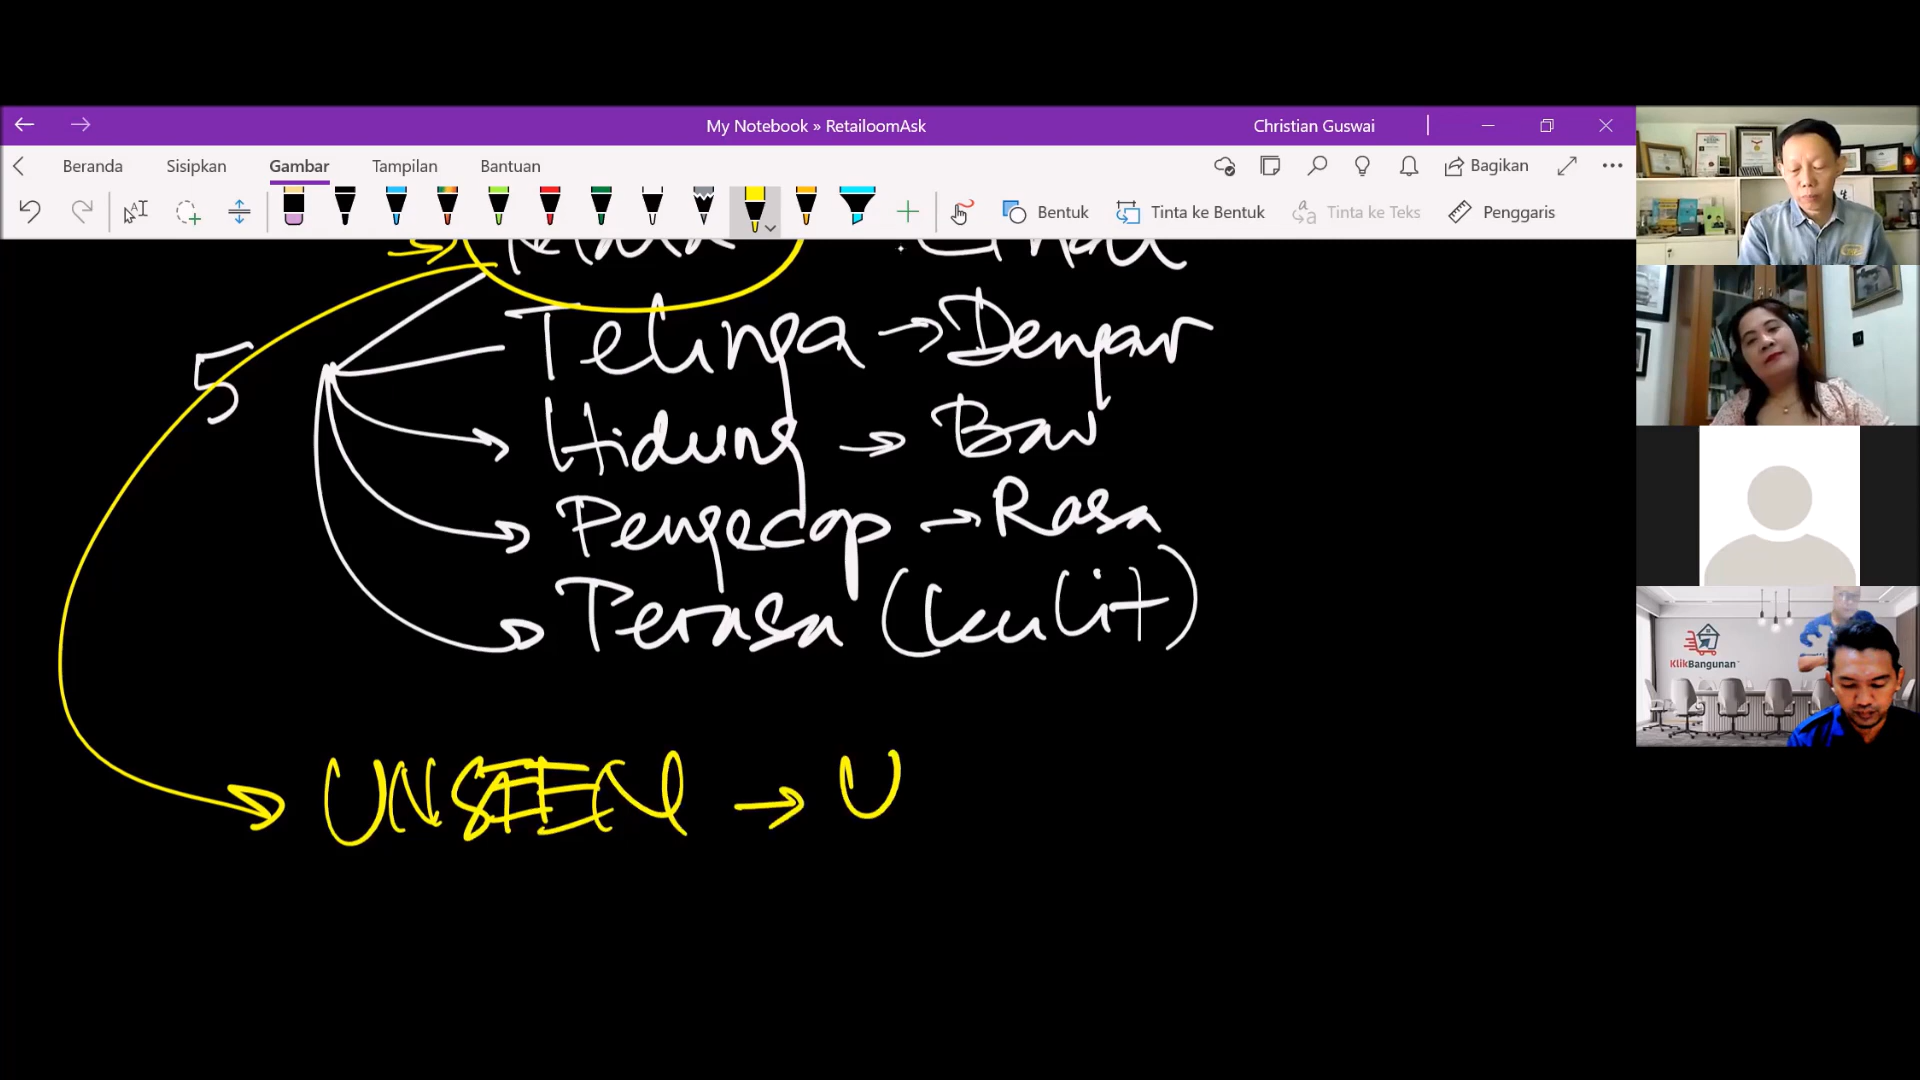 My Notebook » RetailoomAsk
Christian Guswai
Beranda Sisipkan Gambar Tampilan Bantuan
Bagikan
Bentuk Tinta ke Bentuk Tinta ke Teks Penggaris
5
Telinga → Dengar
Hidung → Bau
Pengecap → Rasa
Terasa (kulit)
UNSEEN → U
KlikBangunan